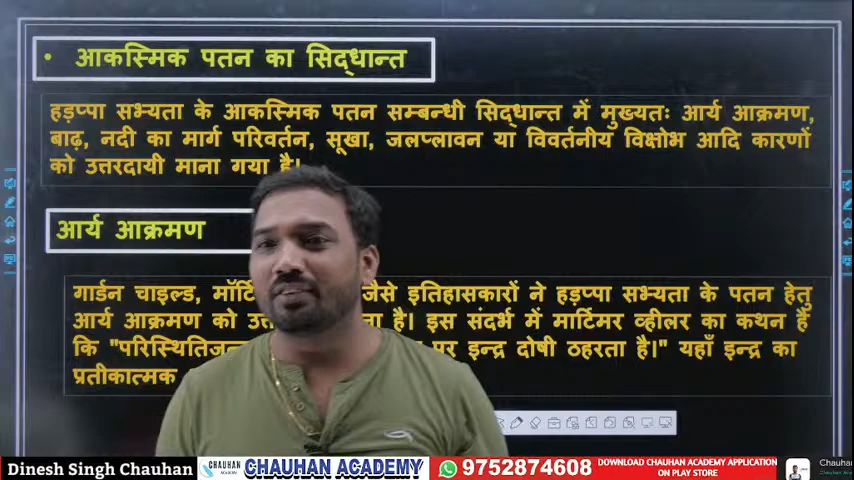 • आकस्मिक पतन का सिद्धान्त
हड़प्पा सभ्यता के आकस्मिक पतन सम्बन्धी सिद्धान्त में मुख्यतः आर्य आक्रमण,
बाढ़, नदी का मार्ग परिवर्तन, सूखा, जलप्लावन या विवर्तनीय विक्षोभ आदि कारणों
को उत्तरदायी माना गया है।
आर्य आक्रमण
गार्डन चाइल्ड, जैसे इतिहासकारों ने हड़प्पा सभ्यता के पतन हेतु
आर्य आक्रमण को है। इस संदर्भ में मार्टिमर व्हीलर का कथन है
कि पर इन्द्र दोषी ठहरता है।" यहाँ इन्द्र का
प्रतीकात्मक
Dinesh Singh Chauhan
CHAUHAN ACADEMY
CHAUHAN ACADEMY
9752874608
DOWNLOAD CHAUHAN ACADEMY APPLICATION
ON PLAY STORE